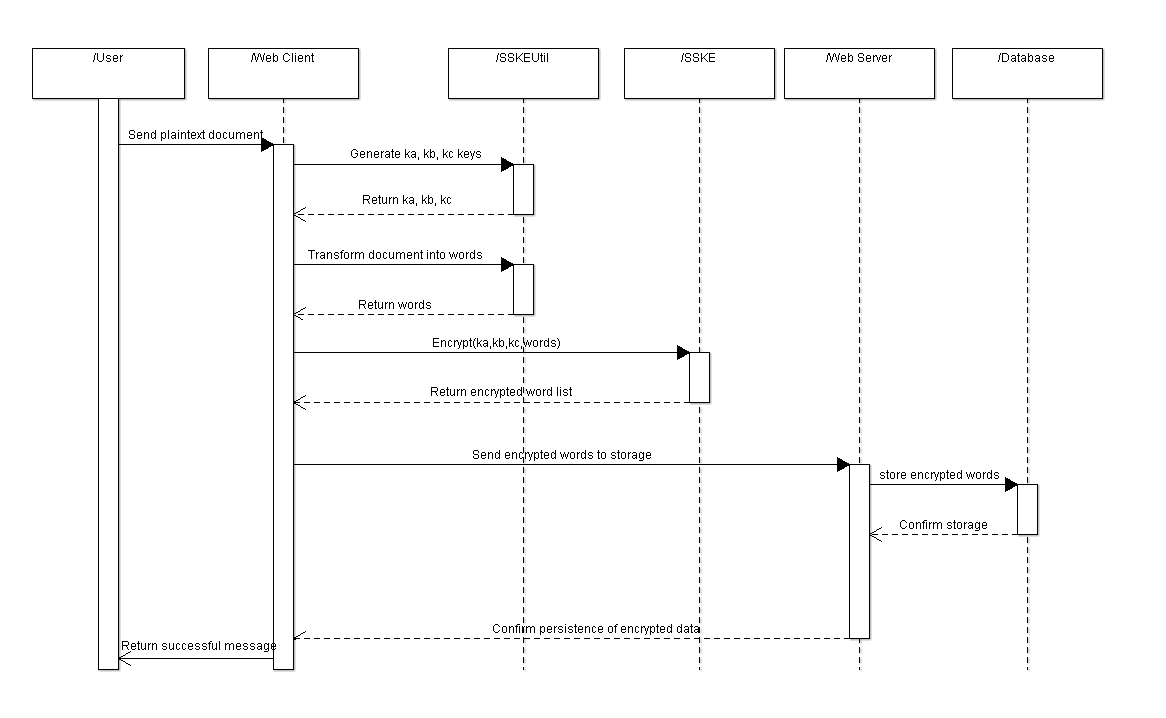 /User
/Web Client
/SSKEUtil
/SSKE
/Web Server
/Database
Send plaintext document
Generate ka, kb, kc keys
Return ka, kb, kc
Transform document into words
Return words
Encrypt(ka,kb,kc,words)
Return encrypted word list
Send encrypted words to storage
store encrypted words
Confirm storage
Confirm persistence of encrypted data
Return successful message